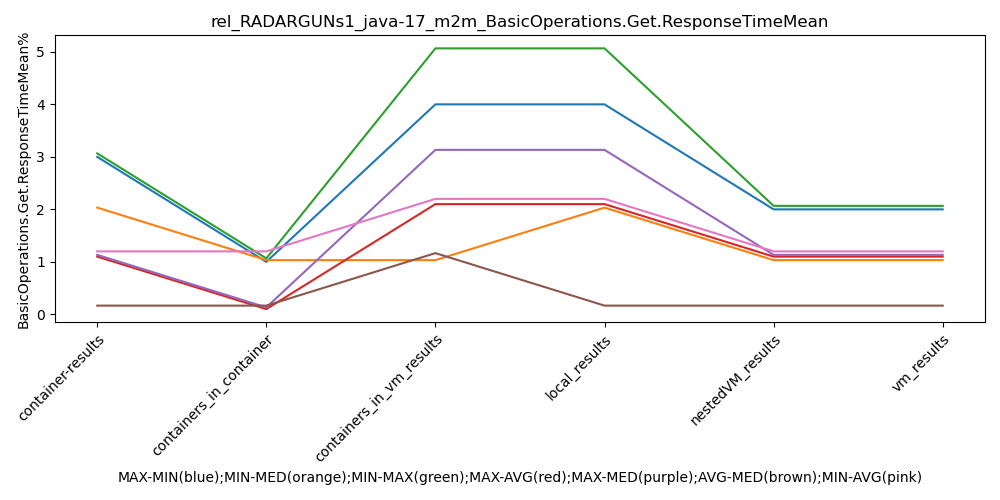 rel_RADARGUNs1_java-17_m2m_BasicOperations.Get.ResponseTimeMean
BasicOperations.Get.ResponseTimeMean%
5
4
3
2
1
0
container-results
containers_in_container
containers_in_vm_results
local_results
nestedVM_results
vm_results
MAX-MIN(blue);MIN-MED(orange);MIN-MAX(green);MAX-AVG(red);MAX-MED(purple);AVG-MED(brown);MIN-AVG(pink)